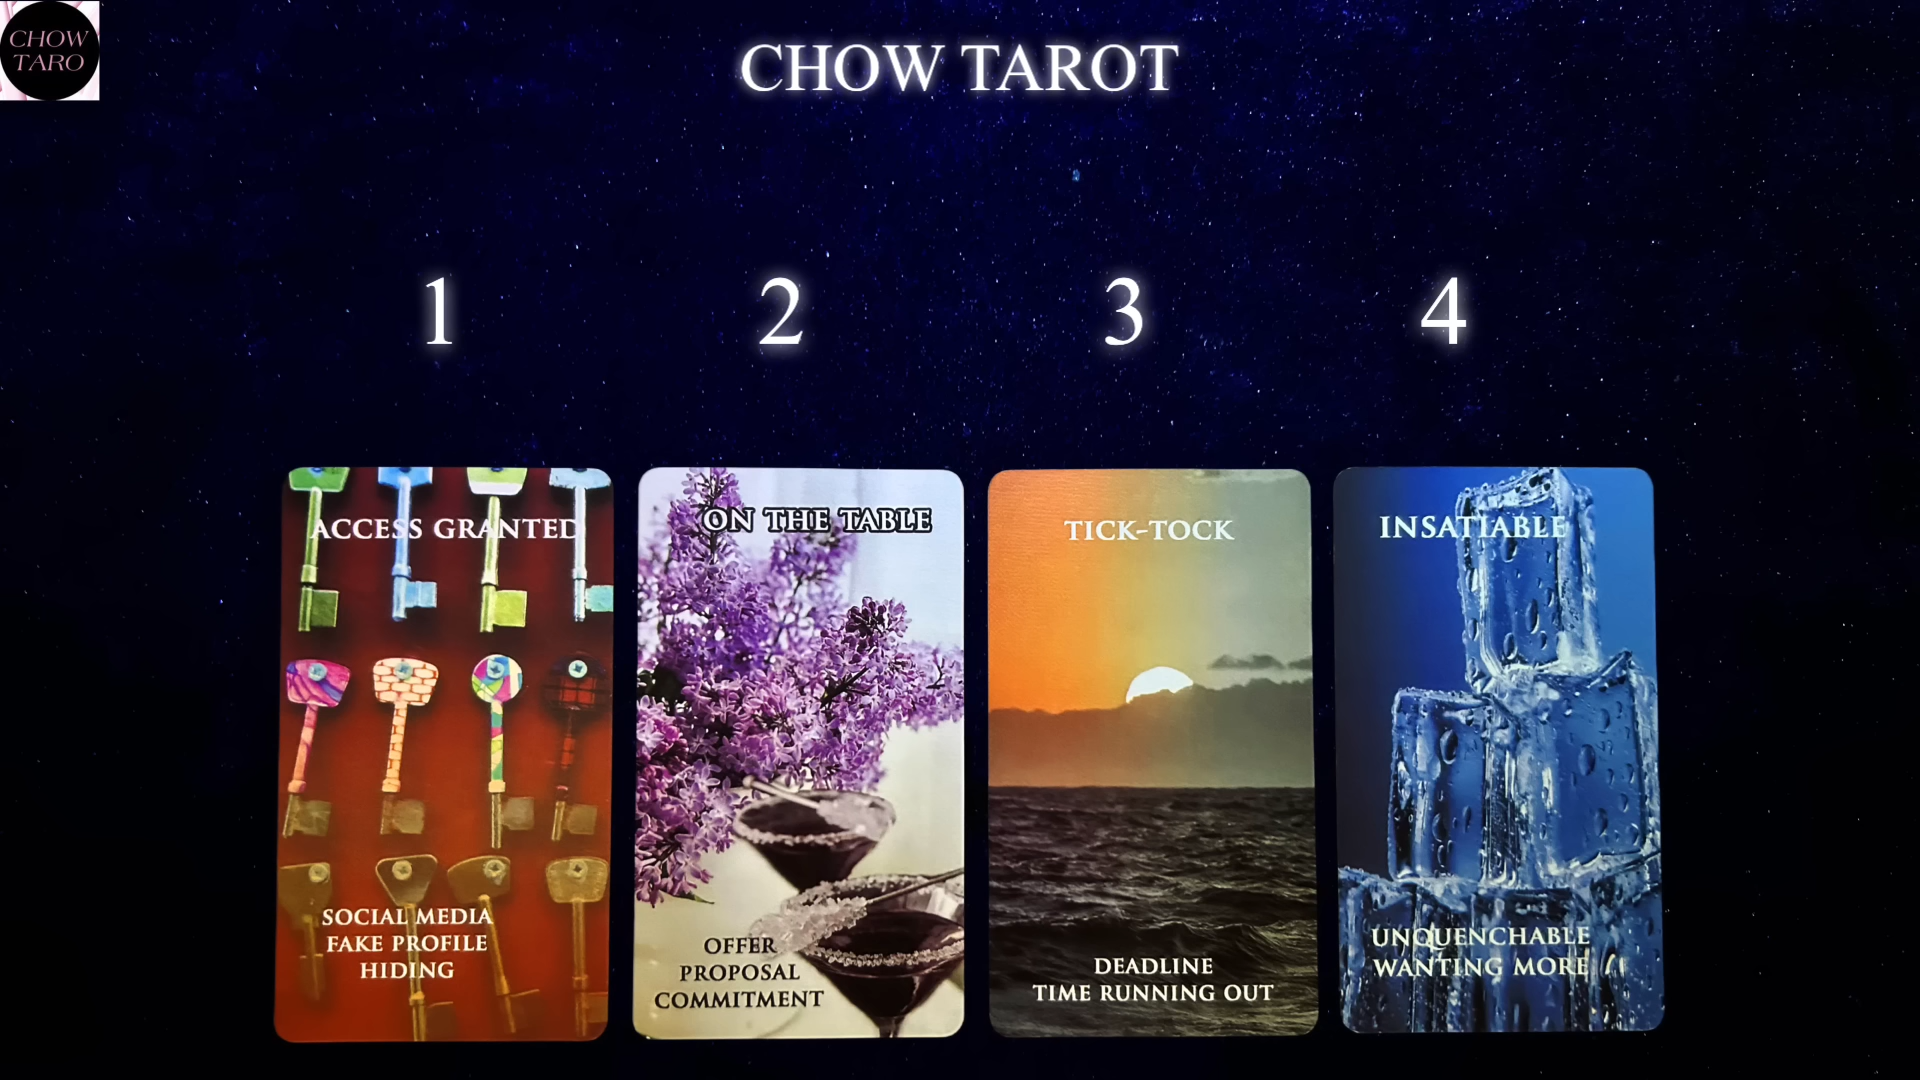 CHOW
TARO
CHOW TAROT
1 2 3 4
ACCESS GRANTED
SOCIAL MEDIA
FAKE PROFILE
HIDING
ON THE TABLE
OFFER
PROPOSAL
COMMITMENT
TICK-TOCK
DEADLINE
TIME RUNNING OUT
INSATIABLE
UNQUENCHABLE
WANTING MORE